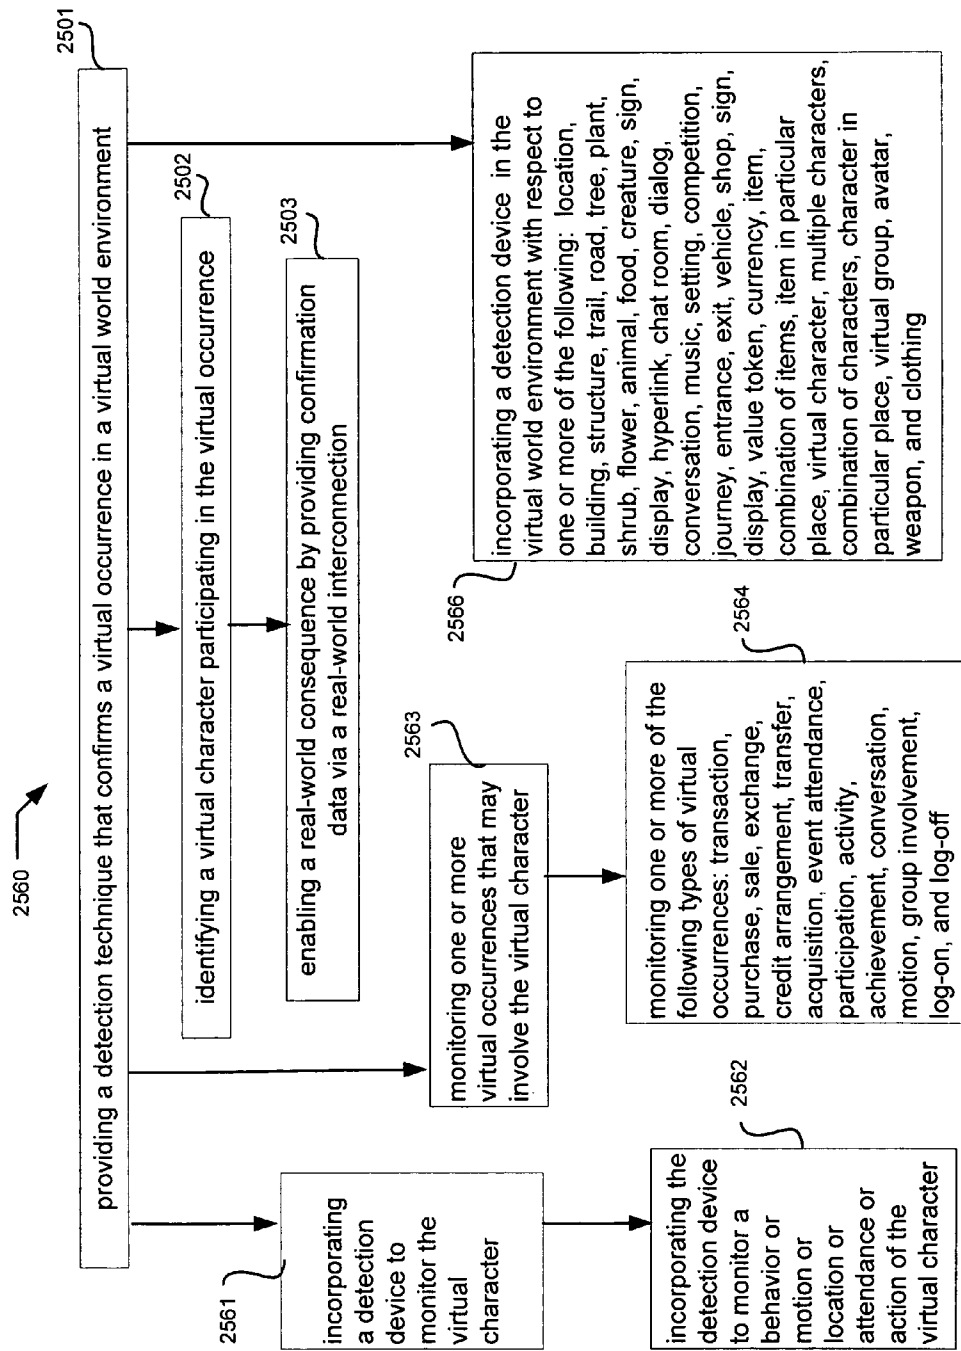 2560
2501
providing a detection technique that confirms a virtual occurrence in a virtual world environment
2502
identifying a virtual character participating in the virtual occurrence
2503
enabling a real-world consequence by providing confirmation
data via a real-world interconnection
2561
incorporating
a detection
device to
monitor the
virtual
character
2562
incorporating the
detection device
to monitor a
behavior or
motion or
location or
attendance or
action of the
virtual character
2563
monitoring one or more
virtual occurrences that may
involve the virtual character
2564
monitoring one or more of the
following types of virtual
occurrences: transaction,
purchase, sale, exchange,
credit arrangement, transfer,
acquisition, event attendance,
participation, activity,
achievement, conversation,
motion, group involvement,
log-on, and log-off
2566
incorporating a detection device in the
virtual world environment with respect to
one or more of the following: location,
building, structure, trail, road, tree, plant,
shrub, flower, animal, food, creature, sign,
display, hyperlink, chat room, dialog,
conversation, music, setting, competition,
journey, entrance, exit, vehicle, shop, sign,
display, value token, currency, item,
combination of items, item in particular
place, virtual character, multiple characters,
combination of characters, character in
particular place, virtual group, avatar,
weapon, and clothing